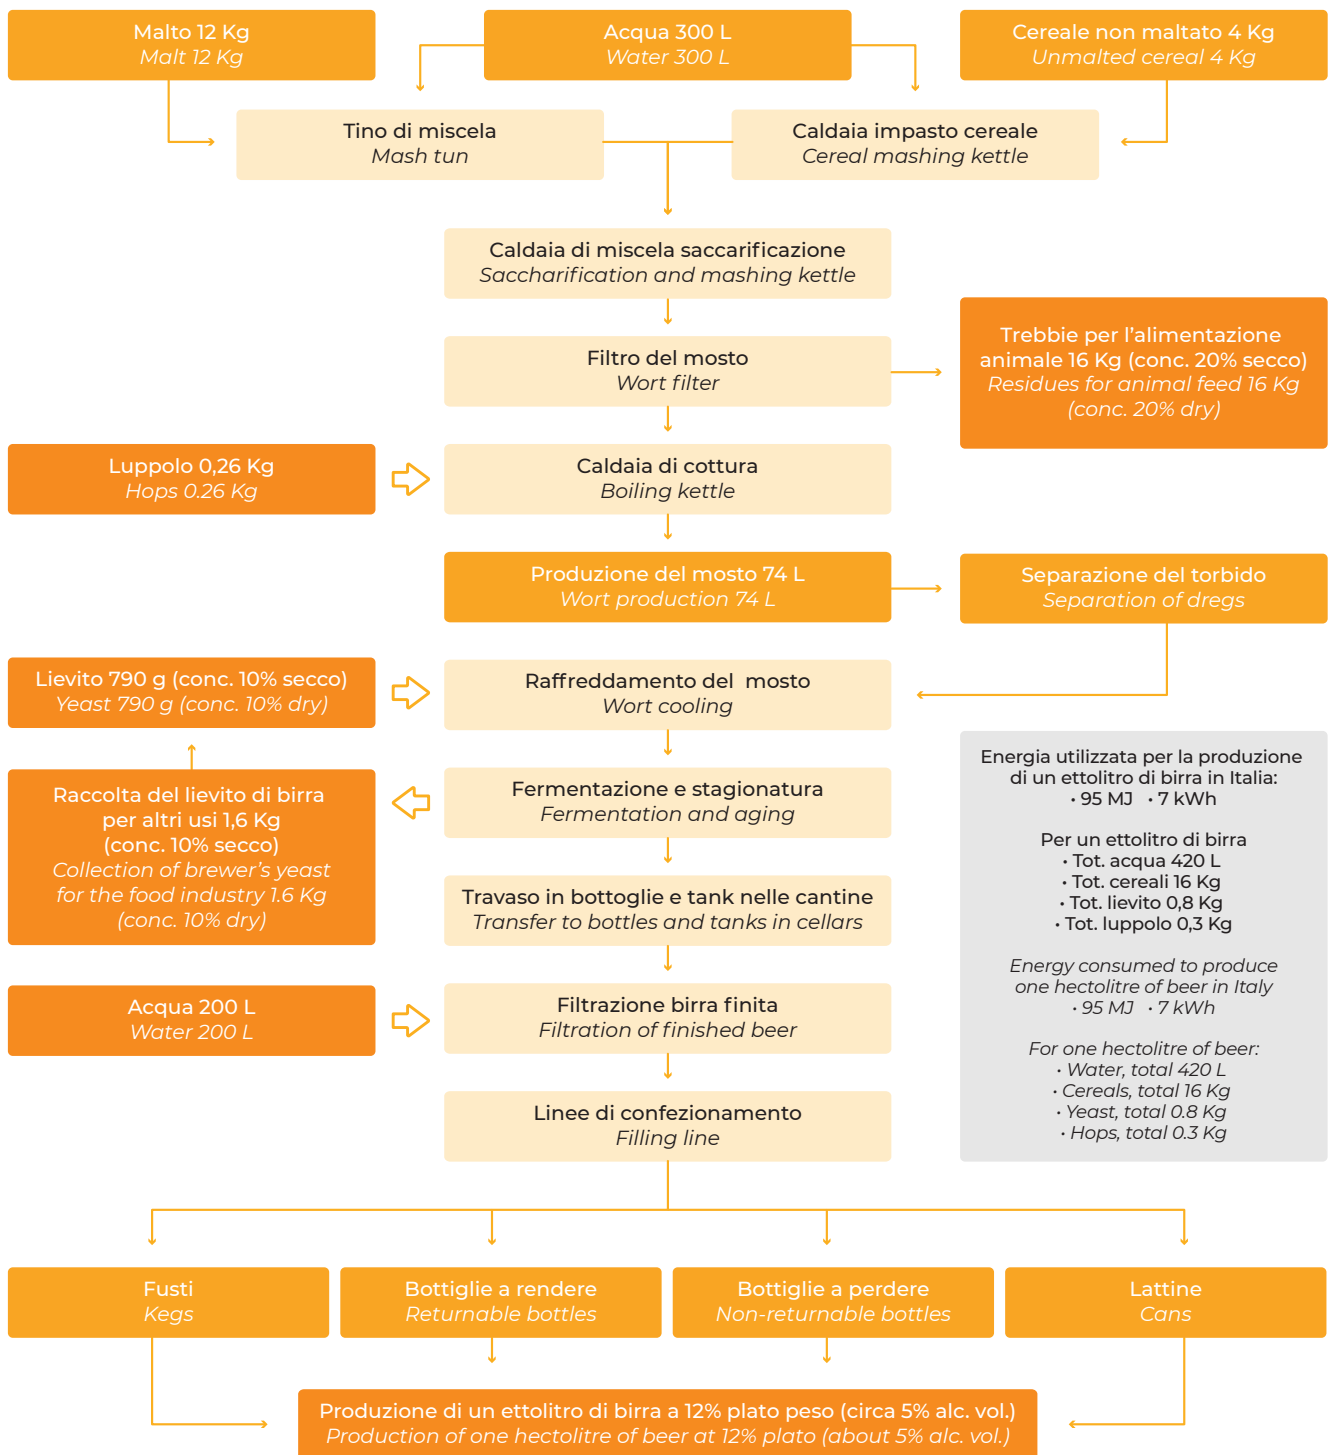 Malto 12 Kg
Malt 12 Kg
Acqua 300 L
Water 300 L
Cereale non maltato 4 Kg
Unmalted cereal 4 Kg
Tino di miscela
Mash tun
Caldaia impasto cereale
Cereal mashing kettle
Caldaia di miscela saccarificazione
Saccharification and mashing kettle
Filtro del mosto
Wort filter
Trebbie per l’alimentazione
animale 16 Kg (conc. 20% secco)
Residues for animal feed 16 Kg
(conc. 20% dry)
Luppolo 0,26 Kg
Hops 0.26 Kg
Caldaia di cottura
Boiling kettle
Produzione del mosto 74 L
Wort production 74 L
Separazione del torbido
Separation of dregs
Lievito 790 g (conc. 10% secco)
Yeast 790 g (conc. 10% dry)
Raffreddamento del mosto
Wort cooling
Raccolta del lievito di birra
per altri usi 1,6 Kg
(conc. 10% secco)
Collection of brewer’s yeast
for the food industry 1.6 Kg
(conc. 10% dry)
Fermentazione e stagionatura
Fermentation and aging
Travaso in bottoglie e tank nelle cantine
Transfer to bottles and tanks in cellars
Acqua 200 L
Water 200 L
Filtrazione birra finita
Filtration of finished beer
Linee di confezionamento
Filling line
Energia utilizzata per la produzione
di un ettolitro di birra in Italia:
• 95 MJ • 7 kWh
Per un ettolitro di birra
• Tot. acqua 420 L
• Tot. cereali 16 Kg
• Tot. lievito 0,8 Kg
• Tot. luppolo 0,3 Kg
Energy consumed to produce
one hectolitre of beer in Italy
• 95 MJ • 7 kWh
For one hectolitre of beer:
• Water, total 420 L
• Cereals, total 16 Kg
• Yeast, total 0.8 Kg
• Hops, total 0.3 Kg
Fusti
Kegs
Bottiglie a rendere
Returnable bottles
Bottiglie a perdere
Non-returnable bottles
Lattine
Cans
Produzione di un ettolitro di birra a 12% plato peso (circa 5% alc. vol.)
Production of one hectolitre of beer at 12% plato (about 5% alc. vol.)